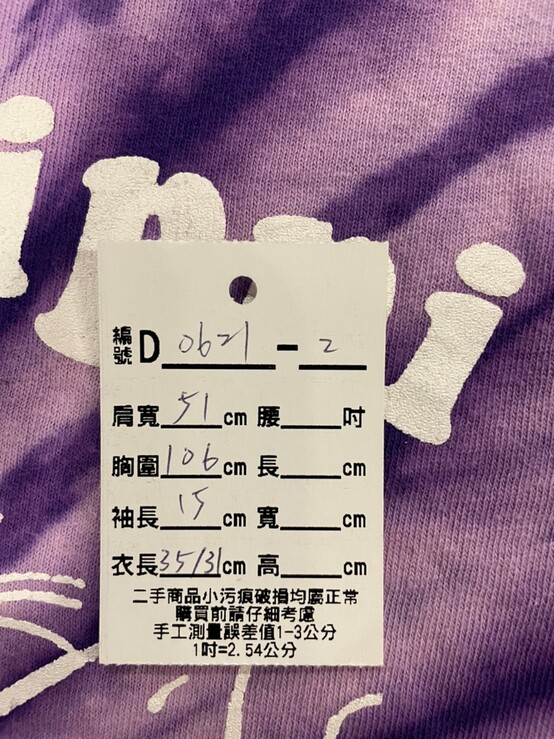 編號 D 0621 - 2
肩寬 51 cm 腰 吋
胸圍 106 cm 長 cm
袖長 15 cm 寬 cm
衣長 35/31 cm 高 cm
二手商品小污痕破損均屬正常
購買前請仔細考慮
手工測量誤差值1-3公分
1吋=2.54公分